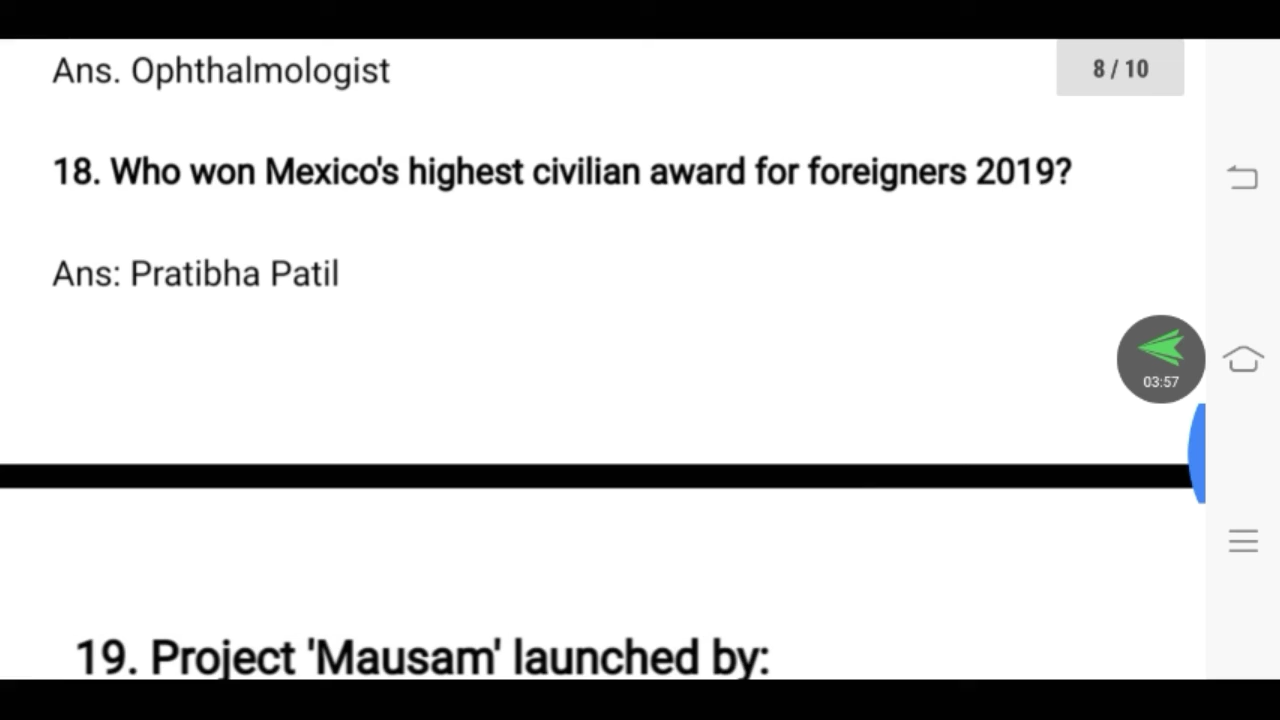 Ans. Ophthalmologist
8 / 10
18. Who won Mexico's highest civilian award for foreigners 2019?
Ans: Pratibha Patil
03:57
19. Project 'Mausam' launched by: